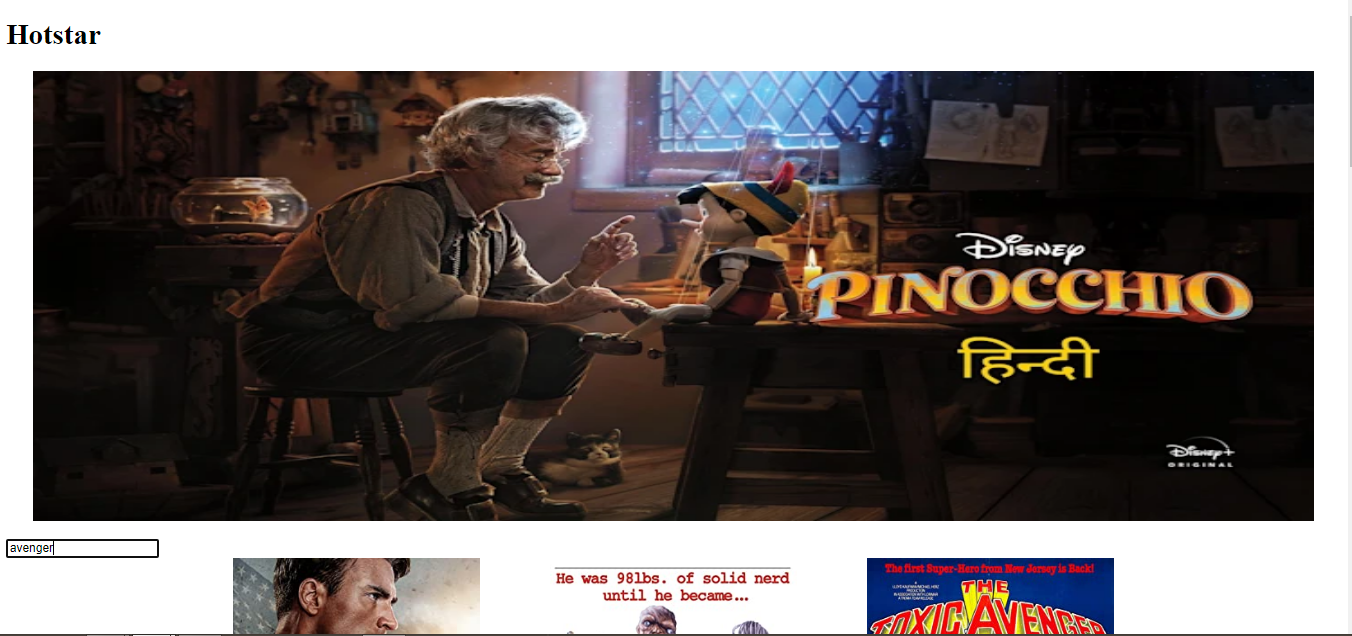 Hotstar
Disney
PINOCCHIO
हिन्दी
Disney+
ORIGINAL
avenger
He was 98lbs. of solid nerd
until he became...
The first Super-Hero from New Jersey is Back!
THE
TOXIC AVENGER